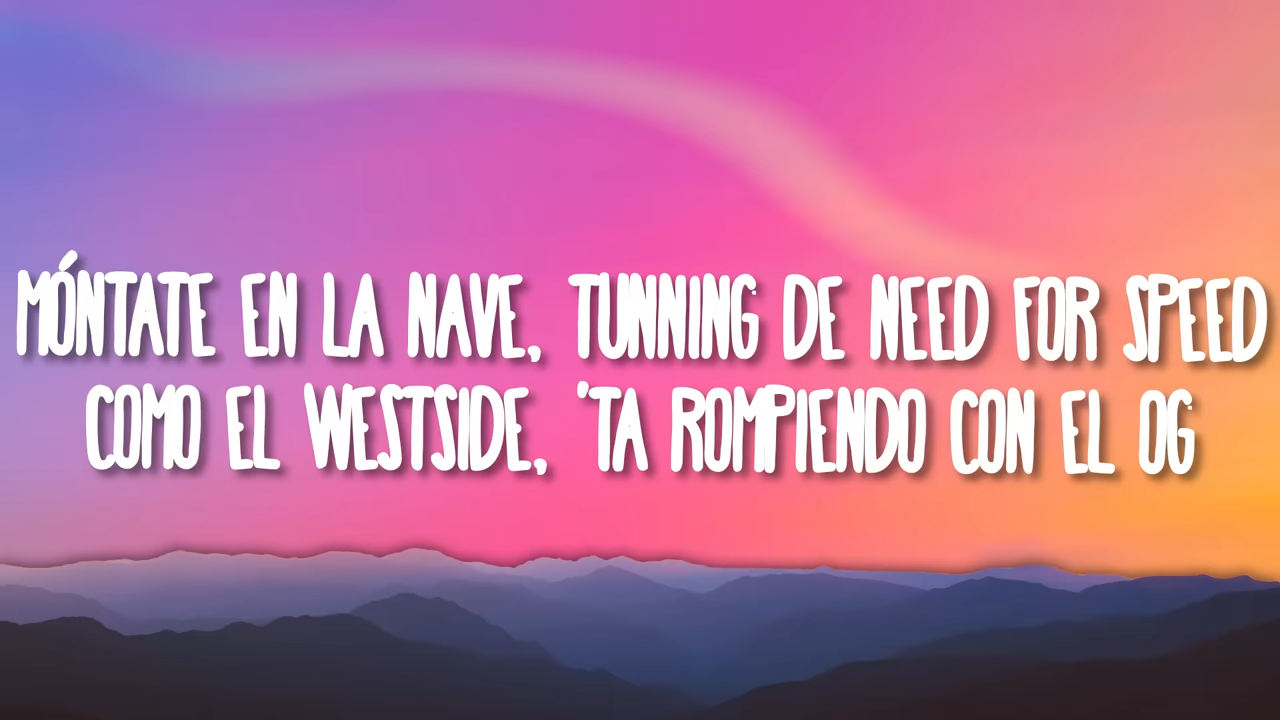 MÓNTATE EN LA NAVE, TUNNING DE NEED FOR SPEED
COMO EL WESTSIDE, 'TA ROMPIENDO CON EL OG